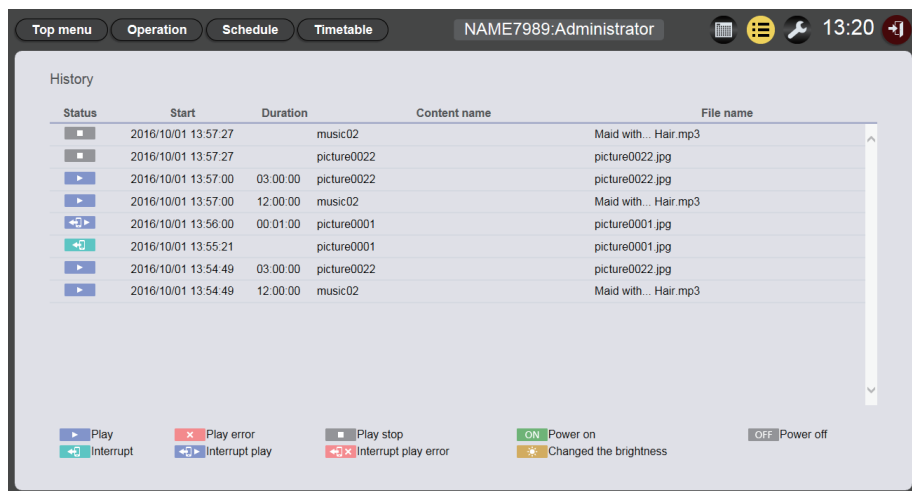 Top menu Operation Schedule Timetable NAME7989:Administrator 13:20
History
Status Start Duration Content name File name
2016/10/01 13:57:27 music02 Maid with... Hair.mp3
2016/10/01 13:57:27 picture0022 picture0022.jpg
2016/10/01 13:57:00 03:00:00 picture0022 picture0022.jpg
2016/10/01 13:57:00 12:00:00 music02 Maid with... Hair.mp3
2016/10/01 13:56:00 00:01:00 picture0001 picture0001.jpg
2016/10/01 13:55:21 picture0001 picture0001.jpg
2016/10/01 13:54:49 03:00:00 picture0022 picture0022.jpg
2016/10/01 13:54:49 12:00:00 music02 Maid with... Hair.mp3
Play Play error Play stop ON Power on OFF Power off
Interrupt Interrupt play Interrupt play error Changed the brightness